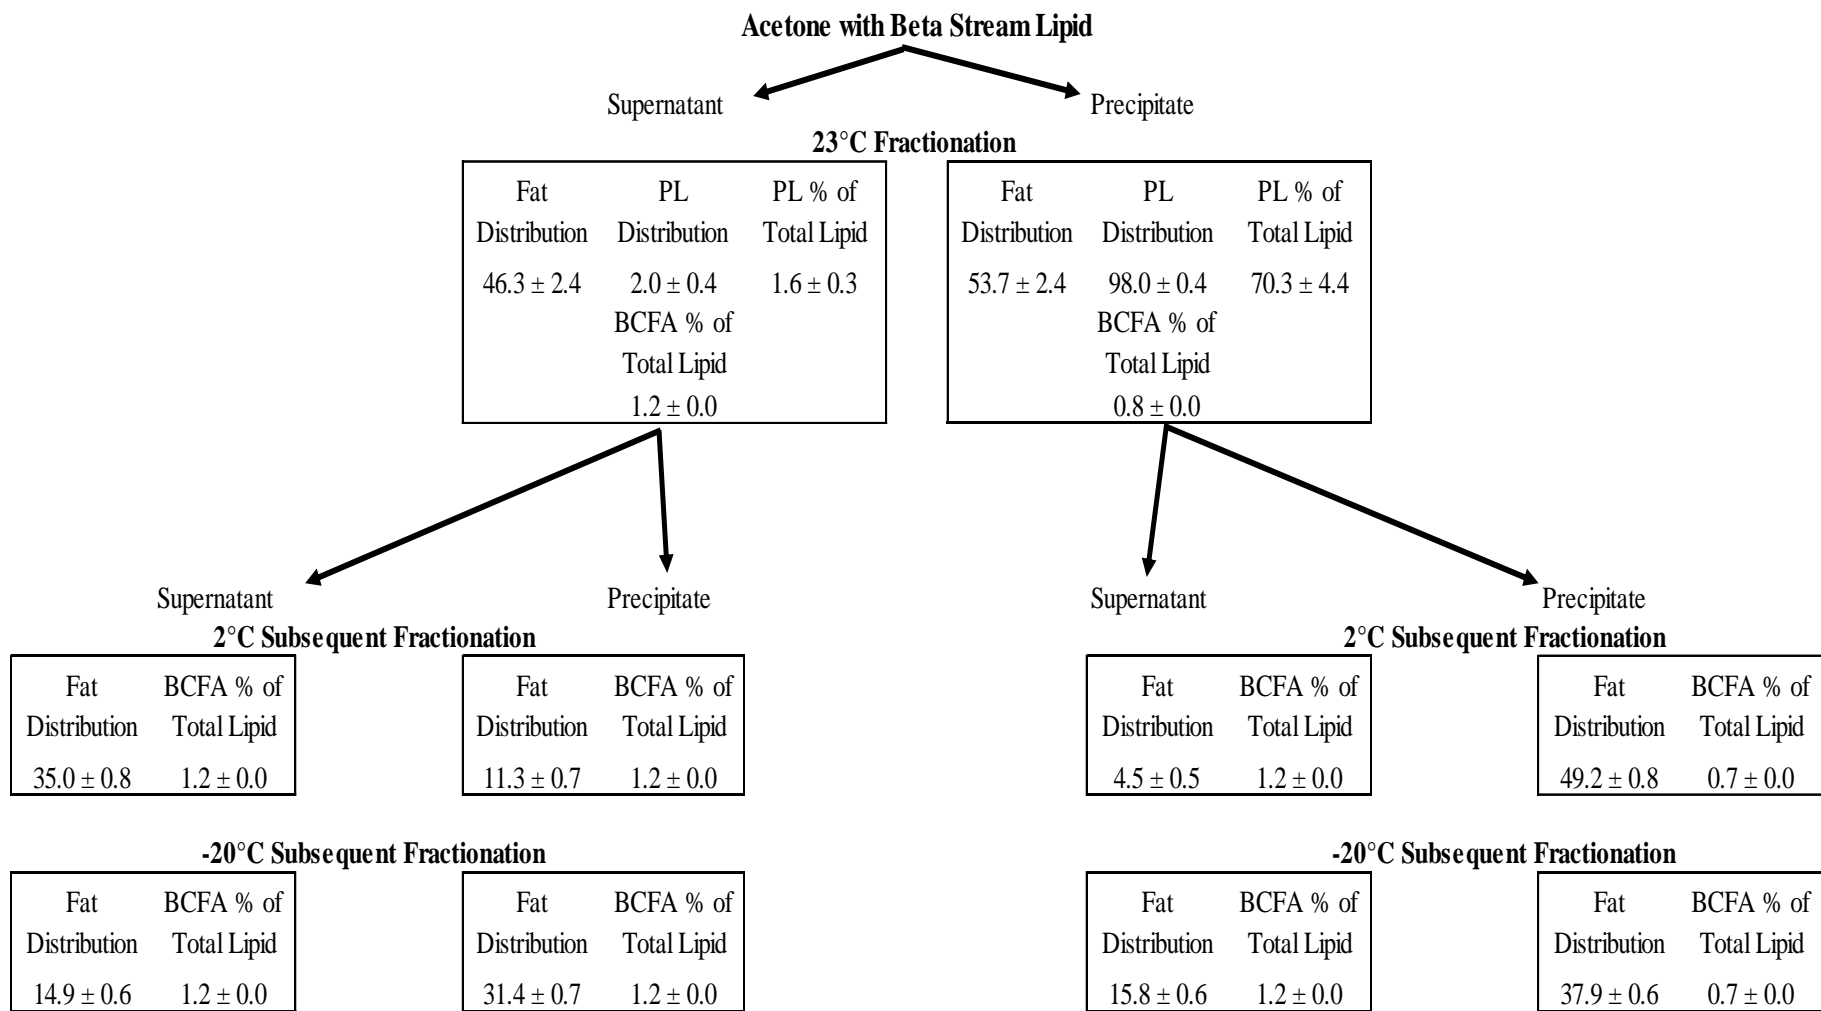 Acetone with Beta Stream Lipid
Supernatant
Precipitate
23°C Fractionation
Fat PL PL % of
Distribution Distribution Total Lipid
46.3 ± 2.4 2.0 ± 0.4 1.6 ± 0.3
BCFA % of
Total Lipid
1.2 ± 0.0
Fat PL PL % of
Distribution Distribution Total Lipid
53.7 ± 2.4 98.0 ± 0.4 70.3 ± 4.4
BCFA % of
Total Lipid
0.8 ± 0.0
Supernatant
Precipitate
2°C Subsequent Fractionation
Fat BCFA % of
Distribution Total Lipid
35.0 ± 0.8 1.2 ± 0.0
Fat BCFA % of
Distribution Total Lipid
11.3 ± 0.7 1.2 ± 0.0
Supernatant
Precipitate
2°C Subsequent Fractionation
Fat BCFA % of
Distribution Total Lipid
4.5 ± 0.5 1.2 ± 0.0
Fat BCFA % of
Distribution Total Lipid
49.2 ± 0.8 0.7 ± 0.0
-20°C Subsequent Fractionation
Fat BCFA % of
Distribution Total Lipid
14.9 ± 0.6 1.2 ± 0.0
Fat BCFA % of
Distribution Total Lipid
31.4 ± 0.7 1.2 ± 0.0
-20°C Subsequent Fractionation
Fat BCFA % of
Distribution Total Lipid
15.8 ± 0.6 1.2 ± 0.0
Fat BCFA % of
Distribution Total Lipid
37.9 ± 0.6 0.7 ± 0.0